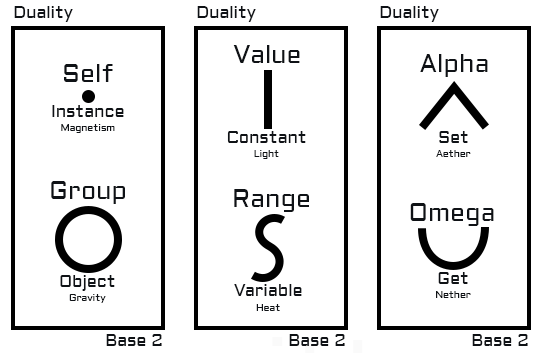 Duality
Self
Instance
Magnetism
Group
Object
Gravity
Base 2
Duality
Value
Constant
Light
Range
Variable
Heat
Base 2
Duality
Alpha
Set
Aether
Omega
Get
Nether
Base 2